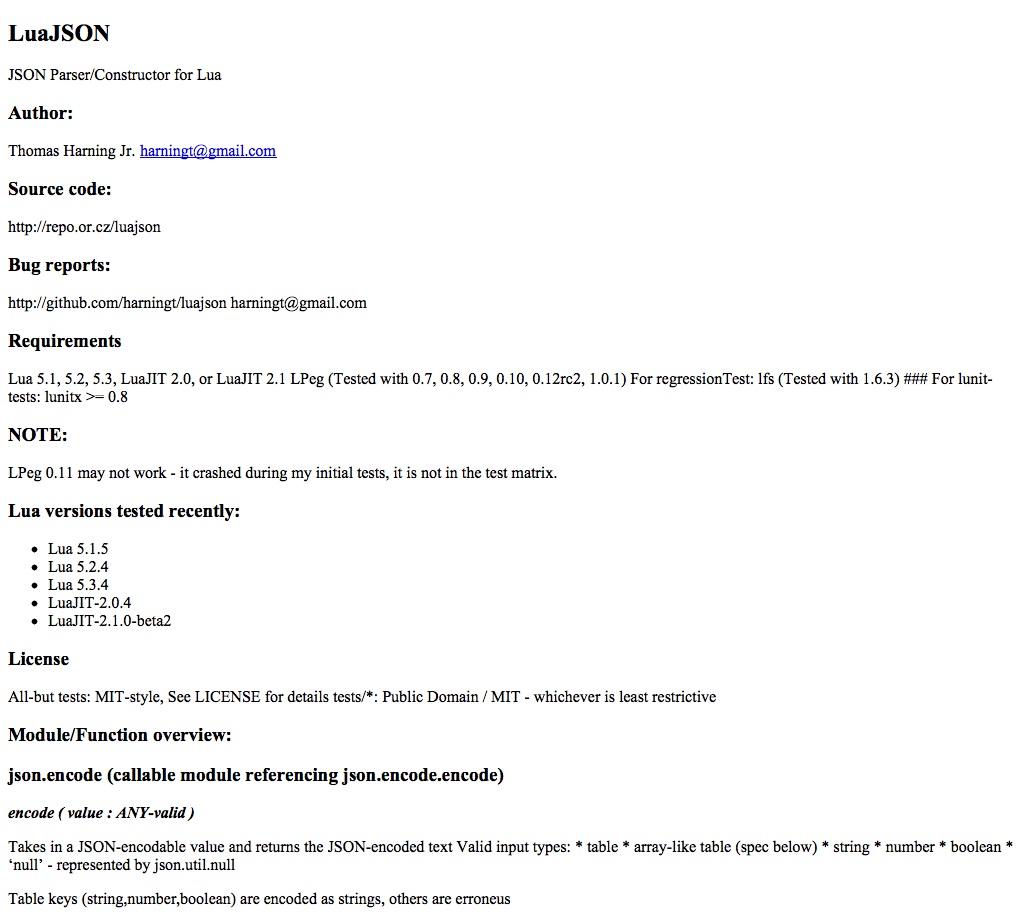 LuaJSON
JSON Parser/Constructor for Lua
Author:
Thomas Harning Jr. harningt@gmail.com
Source code:
http://repo.or.cz/luajson
Bug reports:
http://github.com/harningt/luajson harningt@gmail.com
Requirements
Lua 5.1, 5.2, 5.3, LuaJIT 2.0, or LuaJIT 2.1 LPeg (Tested with 0.7, 0.8, 0.9, 0.10, 0.12rc2, 1.0.1) For regressionTest: lfs (Tested with 1.6.3) ### For lunit-
tests: lunitx >= 0.8
NOTE:
LPeg 0.11 may not work - it crashed during my initial tests, it is not in the test matrix.
Lua versions tested recently:
• Lua 5.1.5
• Lua 5.2.4
• Lua 5.3.4
• LuaJIT-2.0.4
• LuaJIT-2.1.0-beta2
License
All-but tests: MIT-style, See LICENSE for details tests/*: Public Domain / MIT - whichever is least restrictive
Module/Function overview:
json.encode (callable module referencing json.encode.encode)
encode ( value : ANY-valid )
Takes in a JSON-encodable value and returns the JSON-encoded text Valid input types: * table * array-like table (spec below) * string * number * boolean *
‘null’ - represented by json.util.null
Table keys (string,number,boolean) are encoded as strings, others are erroneus